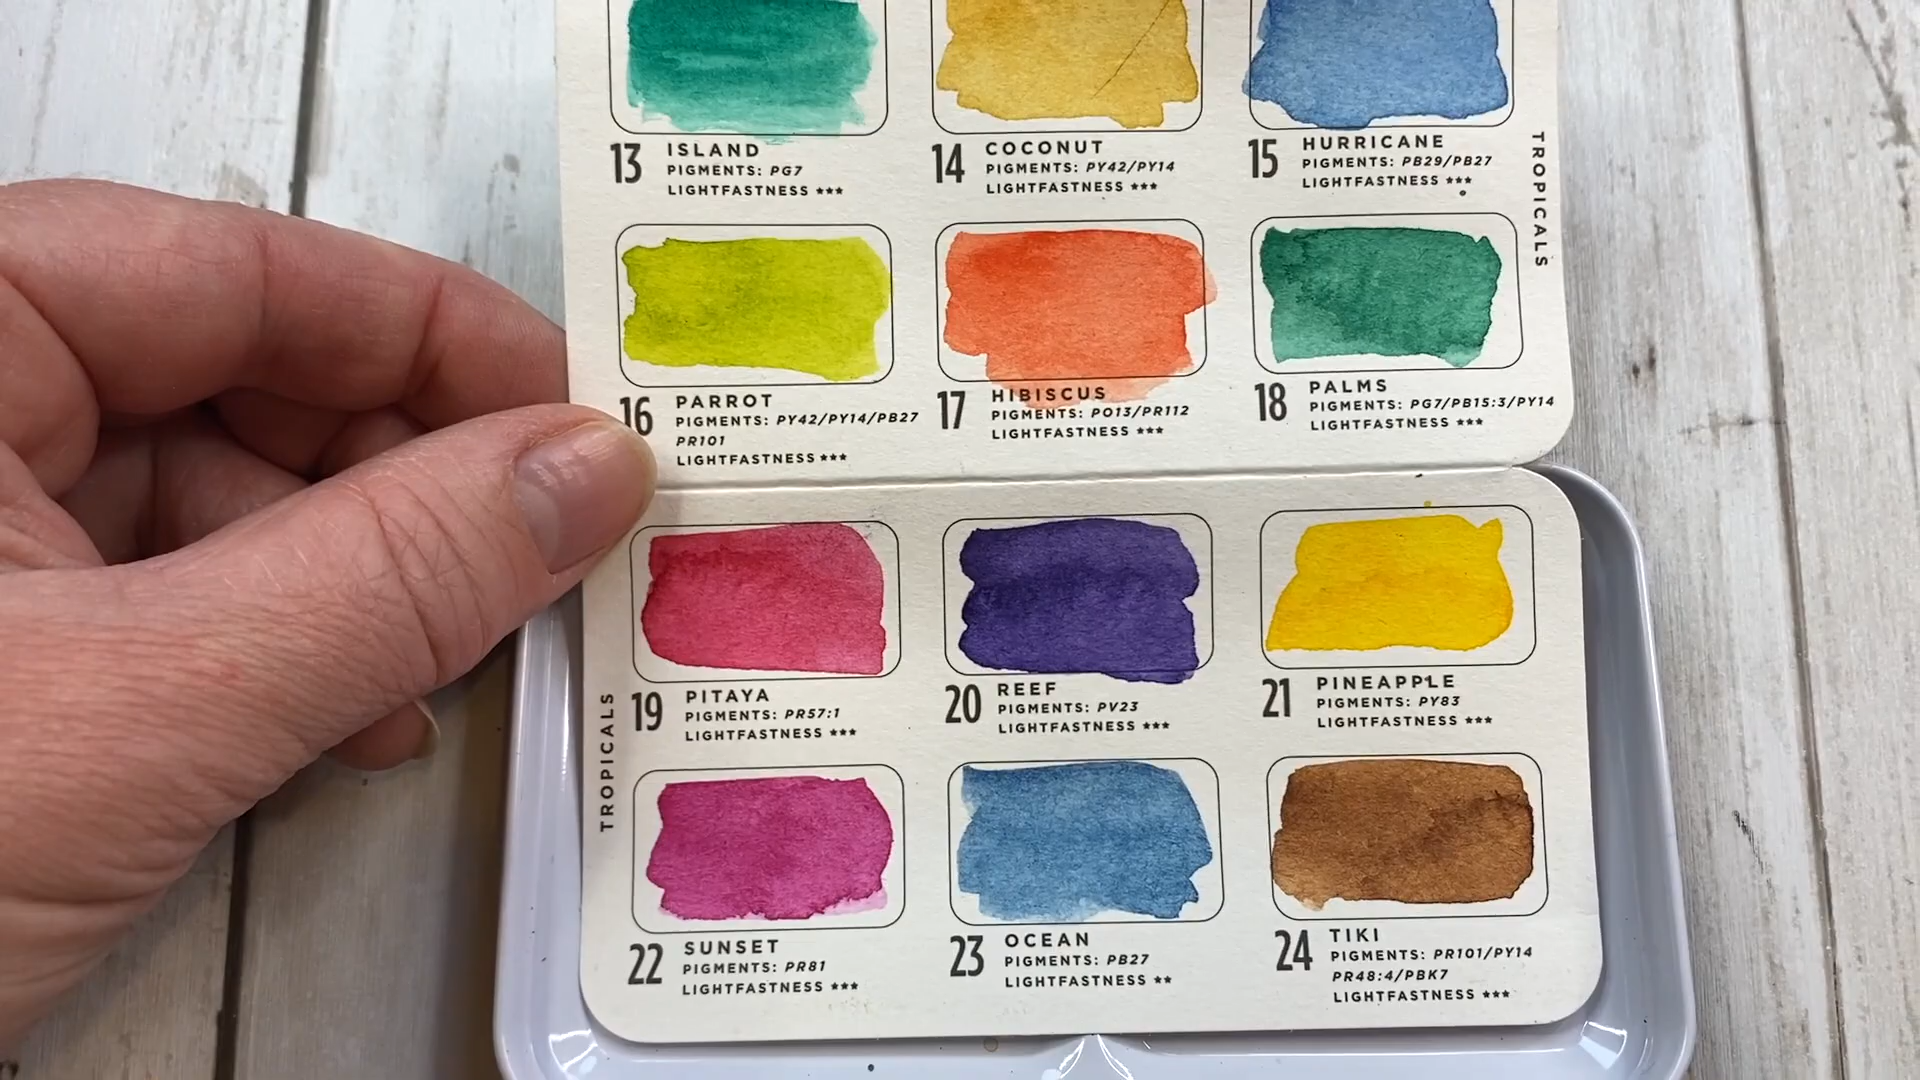 13 ISLAND
PIGMENTS: PG7
LIGHTFASTNESS ***
14 COCONUT
PIGMENTS: PY42/PY14
LIGHTFASTNESS ***
15 HURRICANE
PIGMENTS: PB29/PB27
LIGHTFASTNESS ***
TROPICALS
16 PARROT
PIGMENTS: PY42/PY14/PB27
PR101
LIGHTFASTNESS ***
17 HIBISCUS
PIGMENTS: PO13/PR112
LIGHTFASTNESS ***
18 PALMS
PIGMENTS: PG7/PB15:3/PY14
LIGHTFASTNESS ***
19 PITAYA
PIGMENTS: PR57:1
LIGHTFASTNESS ***
20 REEF
PIGMENTS: PV23
LIGHTFASTNESS ***
21 PINEAPPLE
PIGMENTS: PY83
LIGHTFASTNESS ***
TROPICALS
22 SUNSET
PIGMENTS: PR81
LIGHTFASTNESS ***
23 OCEAN
PIGMENTS: PB27
LIGHTFASTNESS **
24 TIKI
PIGMENTS: PR101/PY14
PR48:4/PBK7
LIGHTFASTNESS ***